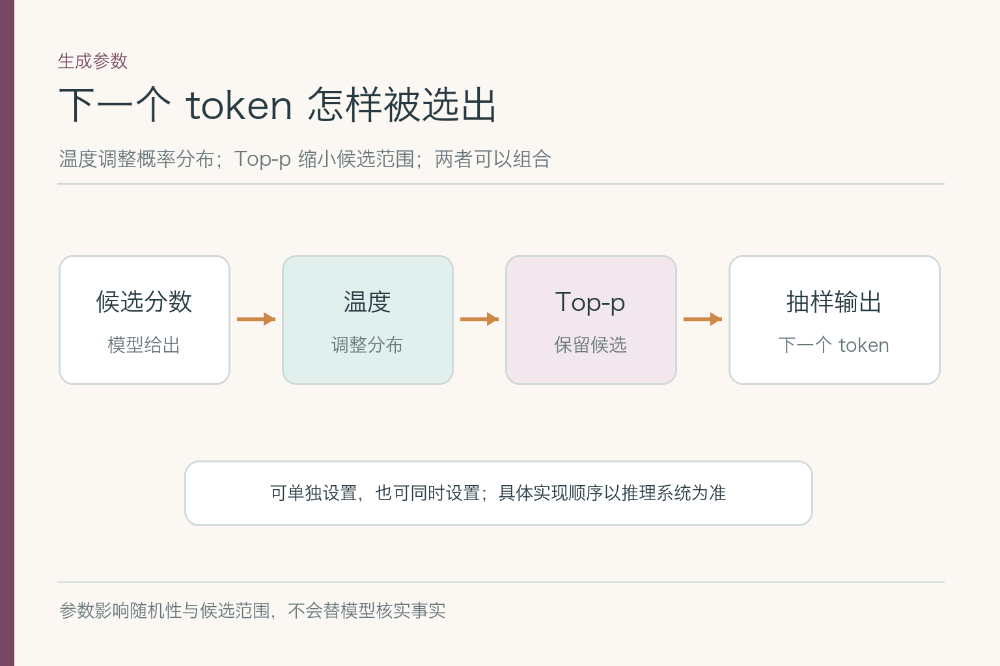 生成参数
下一个 token 怎样被选出
温度调整概率分布；Top-p 缩小候选范围；两者可以组合
候选分数
模型给出
温度
调整分布
Top-p
保留候选
抽样输出
下一个 token
可单独设置，也可同时设置；具体实现顺序以推理系统为准
参数影响随机性与候选范围，不会替模型核实事实